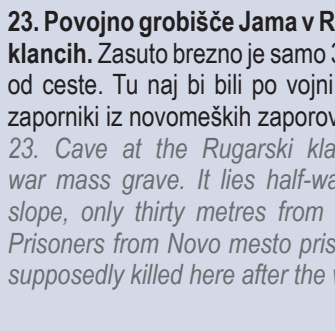 23. Povojno grobišče Jama v R
klancih. Zasuto brezno je samo 3
od ceste. Tu naj bi bili po vojni
zaporniki iz novomeških zaporov
23. Cave at the Rugarski kla
war mass grave. It lies half-wa
slope, only thirty metres from
Prisoners from Novo mesto pris
supposedly killed here after the